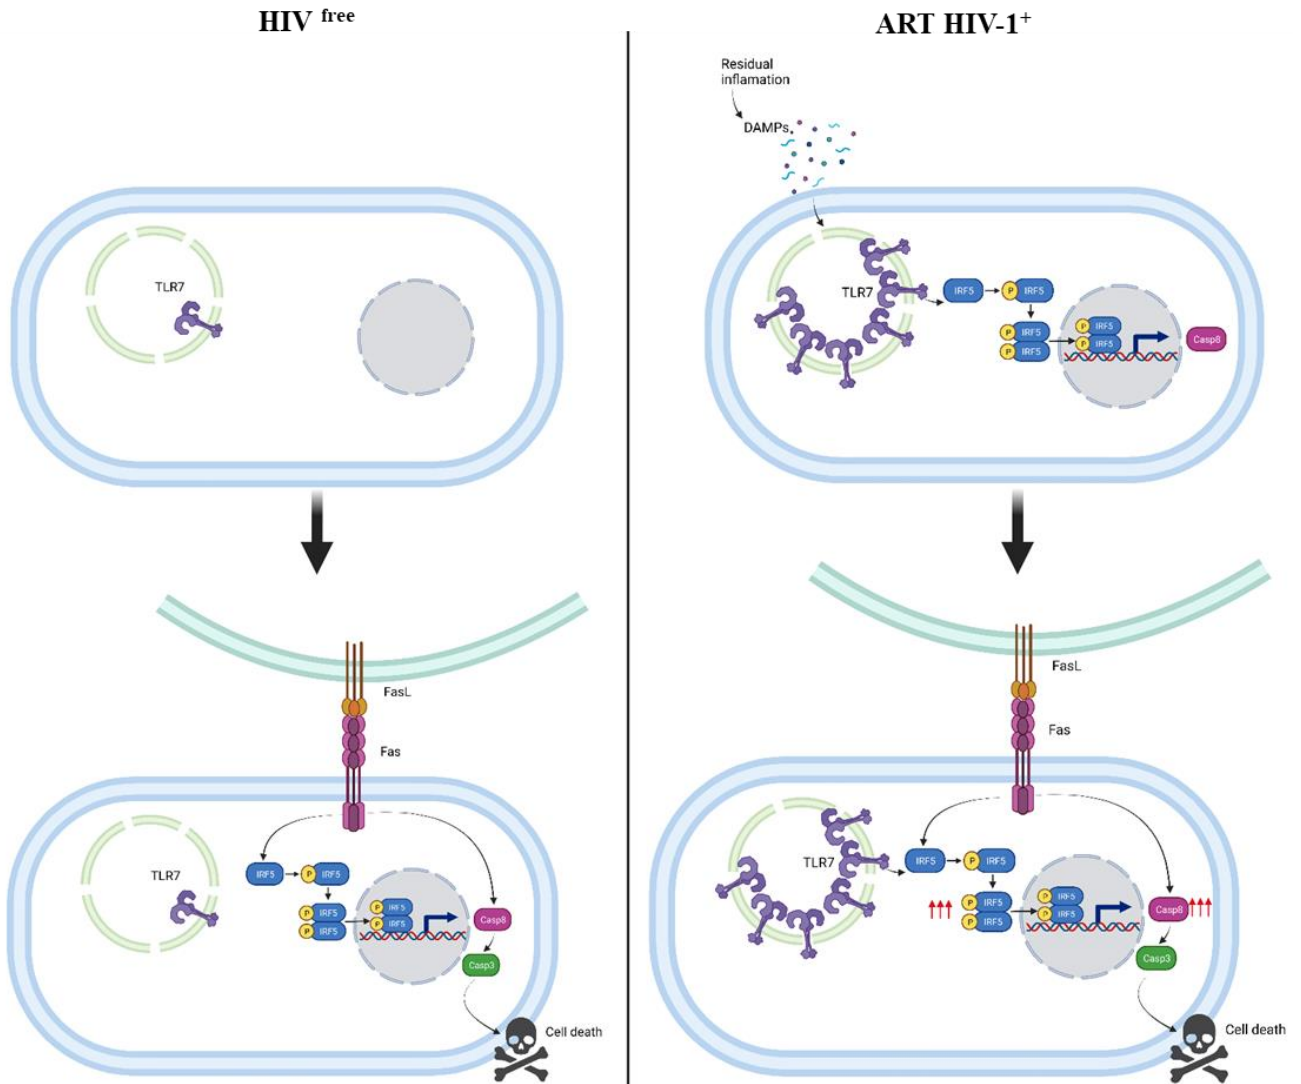 HIV free
ART HIV-1+
Residual
inflamation
DAMPs
TLR7
TLR7
IRF5
P IRF5
P IRF5
P IRF5
P IRF5
P IRF5
Casp8
FasL
Fas
TLR7
IRF5
P IRF5
P IRF5
P IRF5
P IRF5
P IRF5
Casp8
Casp3
Cell death
FasL
Fas
TLR7
IRF5
P IRF5
P IRF5
P IRF5
P IRF5
P IRF5
Casp8
Casp3
Cell death